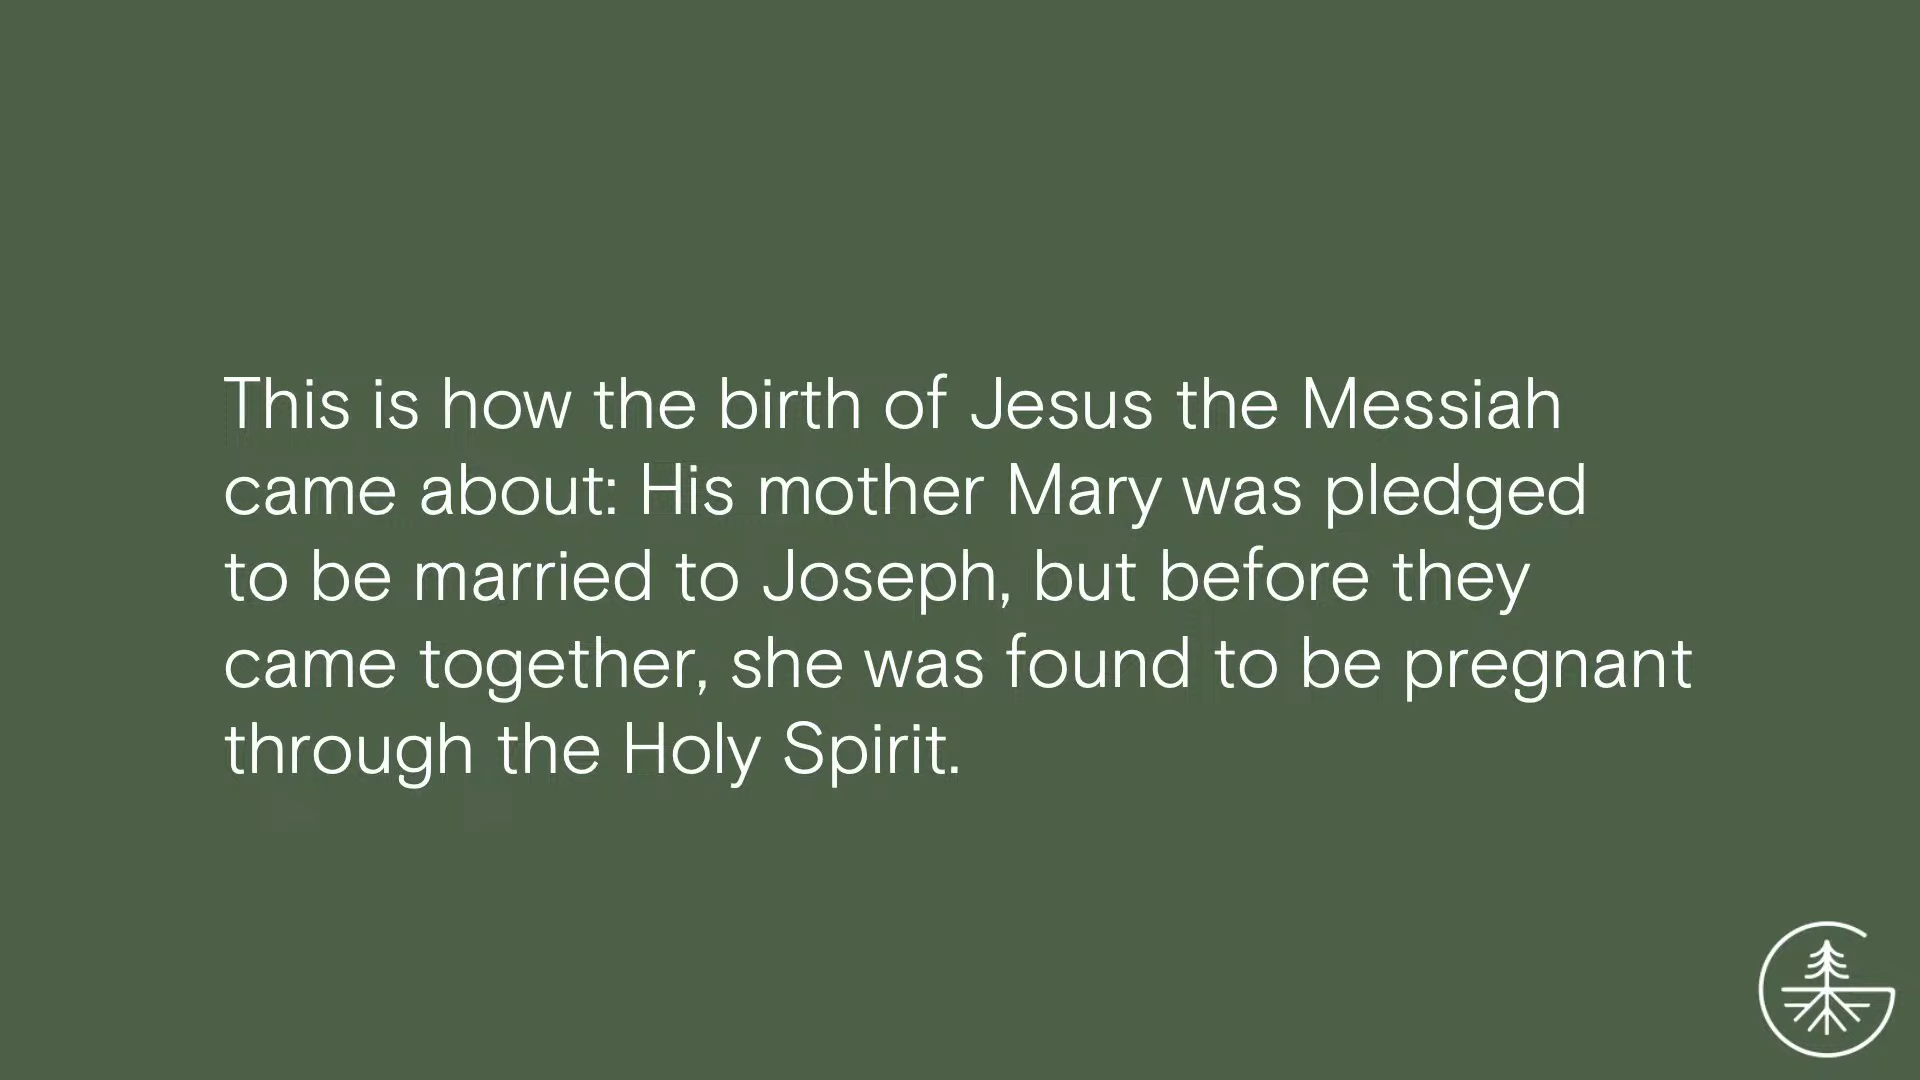 This is how the birth of Jesus the Messiah
came about: His mother Mary was pledged
to be married to Joseph, but before they
came together, she was found to be pregnant
through the Holy Spirit.